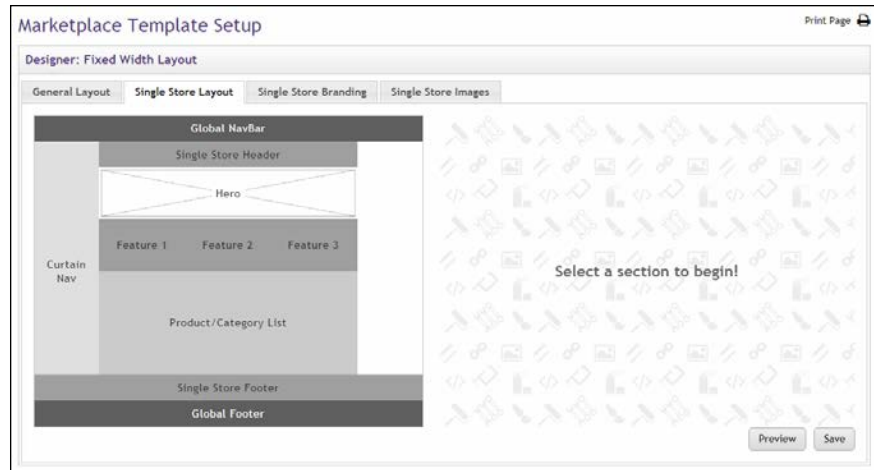 Marketplace Template Setup
Print Page
Designer: Fixed Width Layout
General Layout
Single Store Layout
Single Store Branding
Single Store Images
Global NavBar
Single Store Header
Hero
Feature 1
Feature 2
Feature 3
Curtain
Nav
Product/Category List
Single Store Footer
Global Footer
Select a section to begin!
Preview
Save